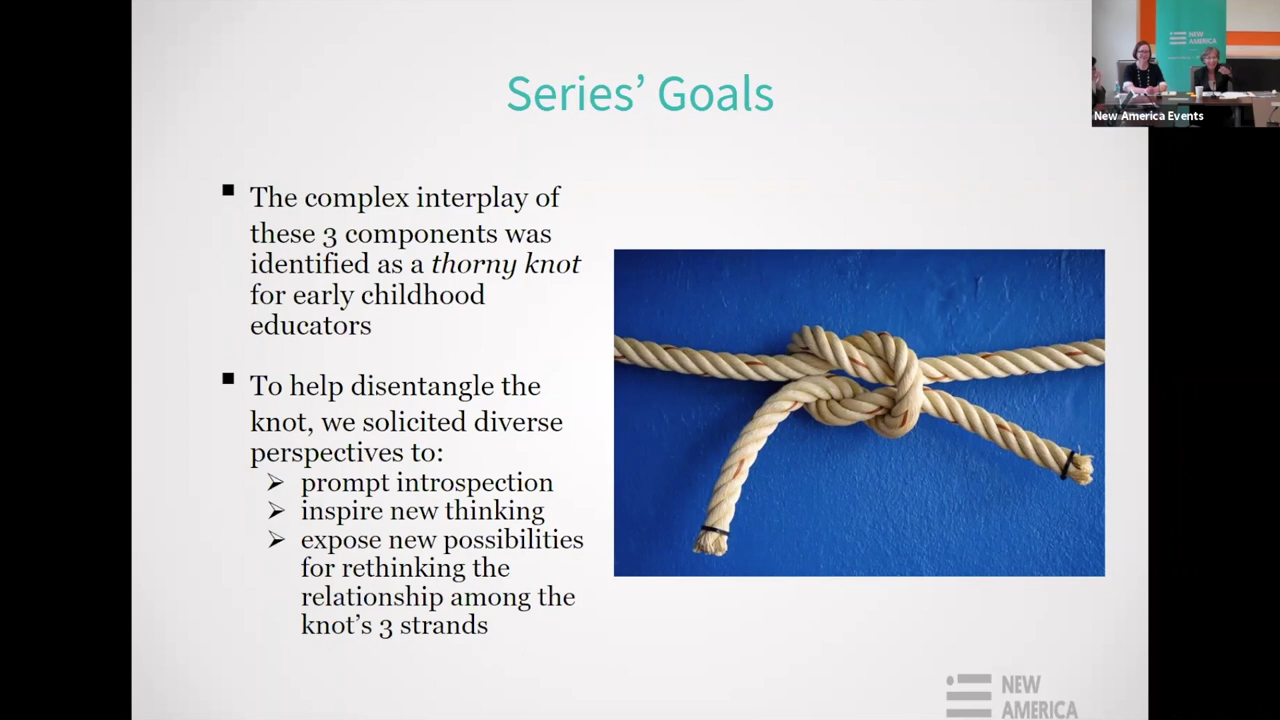 Series’ Goals
The complex interplay of
these 3 components was
identified as a thorny knot
for early childhood
educators
To help disentangle the
knot, we solicited diverse
perspectives to:
prompt introspection
inspire new thinking
expose new possibilities
for rethinking the
relationship among the
knot’s 3 strands
NEW
AMERICA
NEW
AMERICA
New America Events